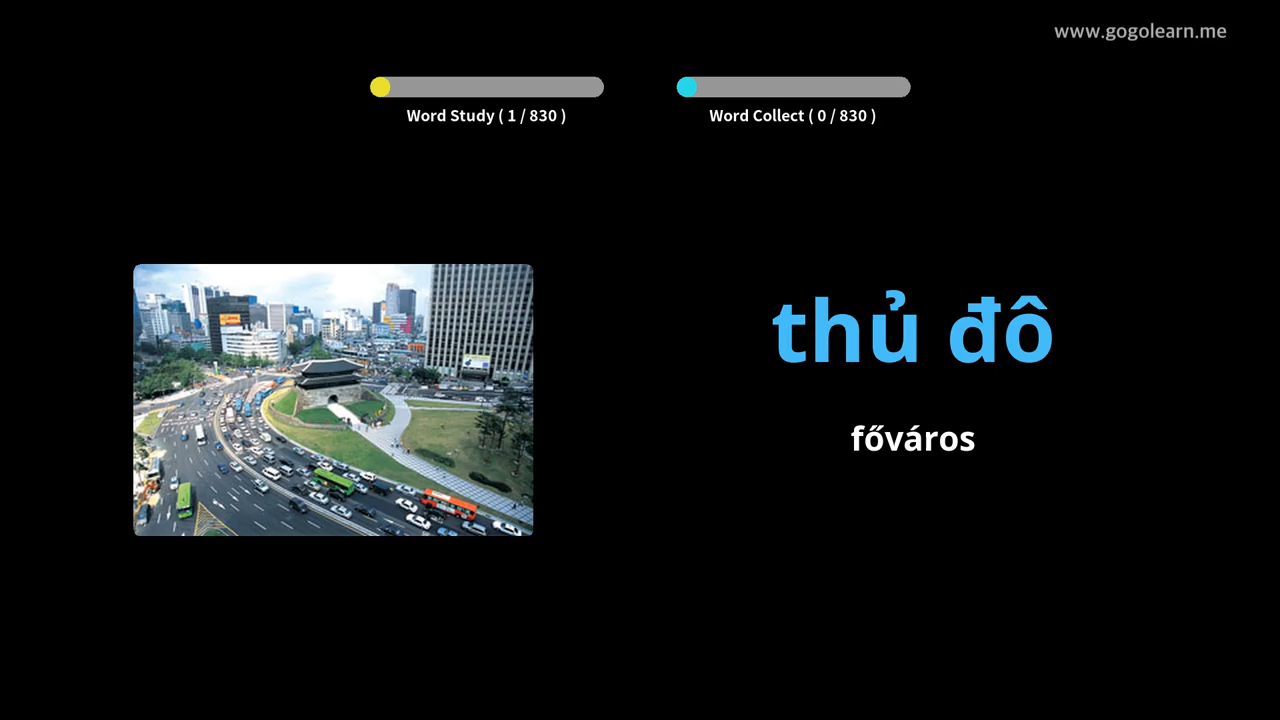 www.gogolearn.me
Word Study ( 1 / 830 )
Word Collect ( 0 / 830 )
thủ đô
főváros